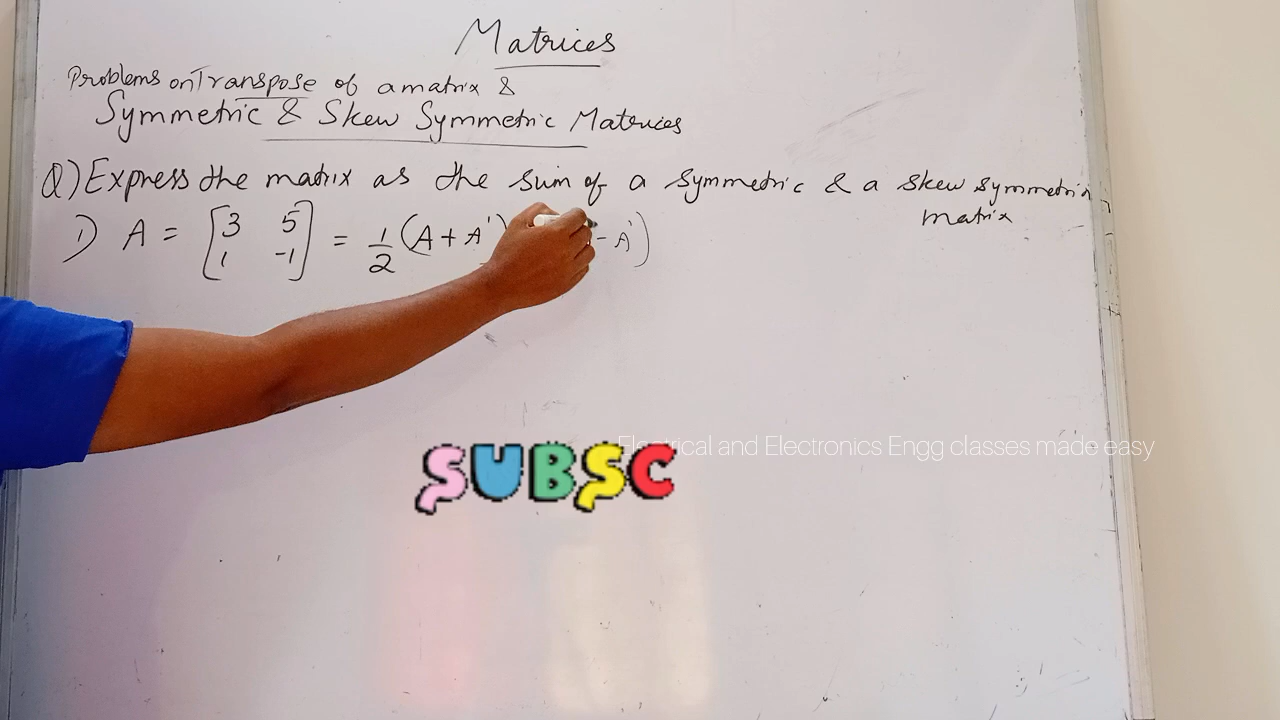 Matrices
Problems on Transpose of a matrix &
Symmetric & Skew Symmetric Matrices
Q) Express the matrix as the sum of a symmetric & a skew symmetric
matrix
1) A = [3 5
1 -1] = 1/2 (A + A') - A')
SUBSC
Electrical and Electronics Engg classes made easy